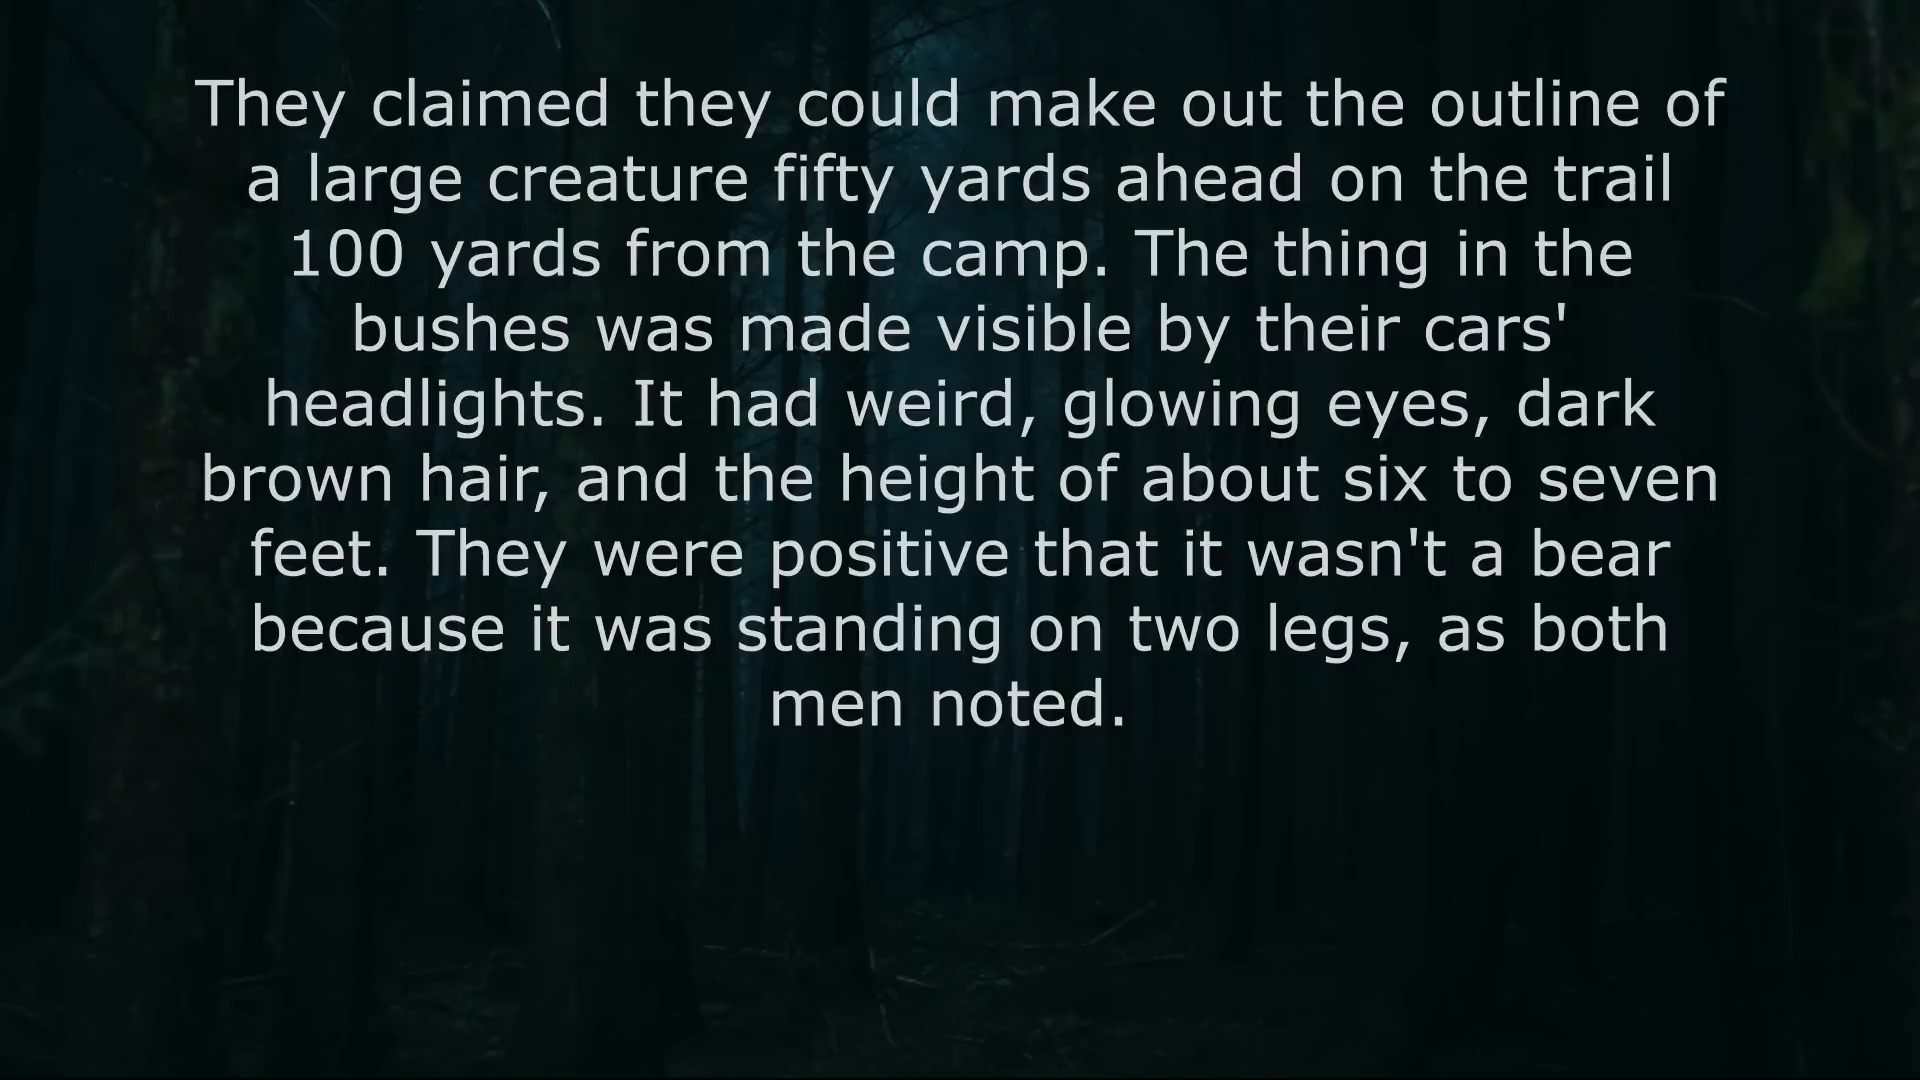 They claimed they could make out the outline of
a large creature fifty yards ahead on the trail
100 yards from the camp. The thing in the
bushes was made visible by their cars'
headlights. It had weird, glowing eyes, dark
brown hair, and the height of about six to seven
feet. They were positive that it wasn't a bear
because it was standing on two legs, as both
men noted.